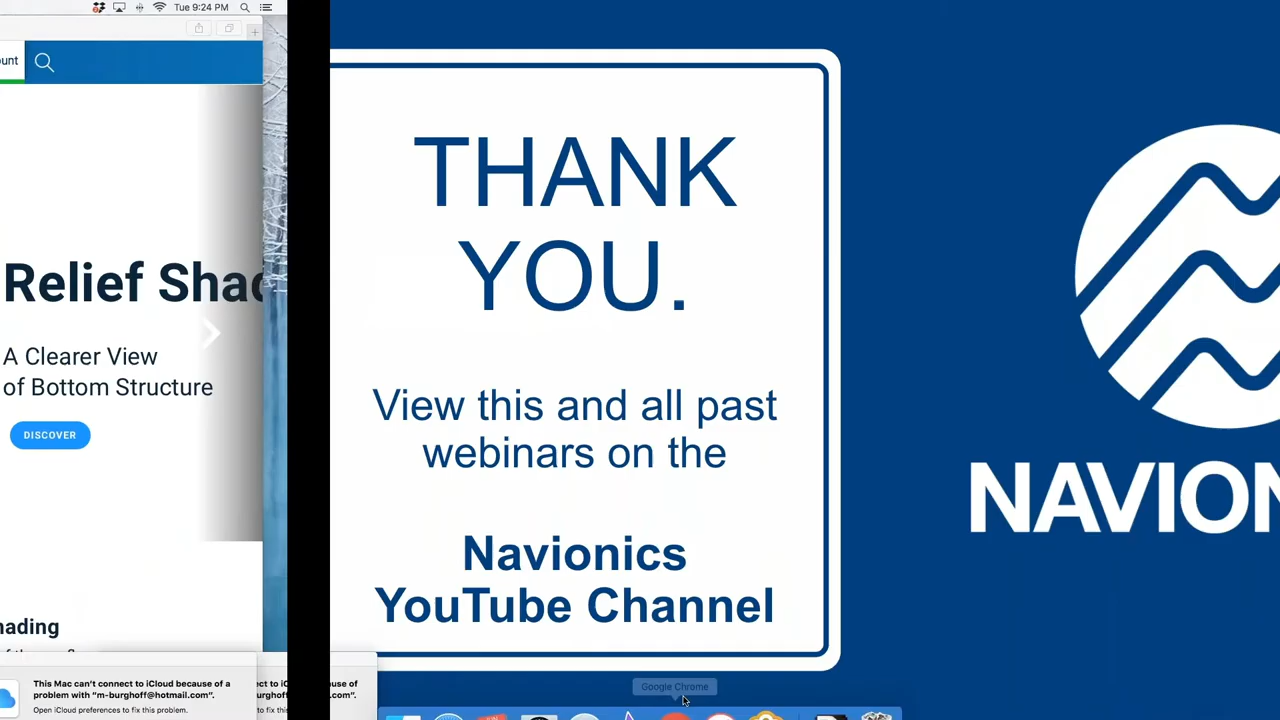 Tue 9:24 PM
ount
Relief Shad
A Clearer View
of Bottom Structure
DISCOVER
nading
This Mac can't connect to iCloud because of a
problem with "m-burghoff@hotmail.com".
Open iCloud preferences to fix this problem.
THANK
YOU.
View this and all past
webinars on the
Navionics
YouTube Channel
NAVION
Google Chrome